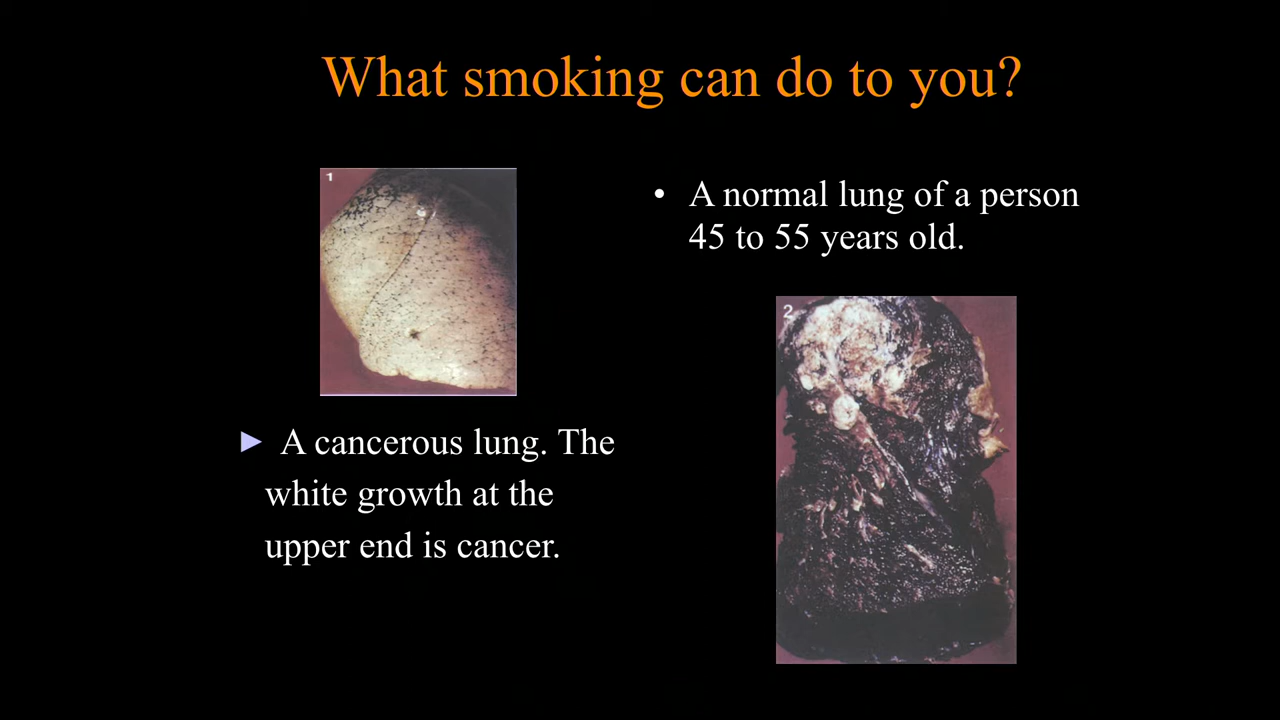 What smoking can do to you?
1
• A normal lung of a person
45 to 55 years old.
2
► A cancerous lung. The
white growth at the
upper end is cancer.